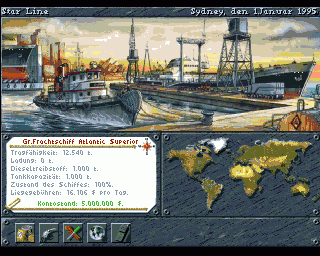 Star Line
Sydney, den 1.Januar 1995
Gr.Frachschiff Atlantic Superior
Tragfähigkeit: 12.540 t.
Ladung: 0 t.
Dieseltreibstoff: 1.000 t.
Tankkapazität: 1.000 t.
Zustand des Schiffes: 100%.
Liegegebühren: 16.106 $ pro Tag.
Kontostand: 5.000.000 $.